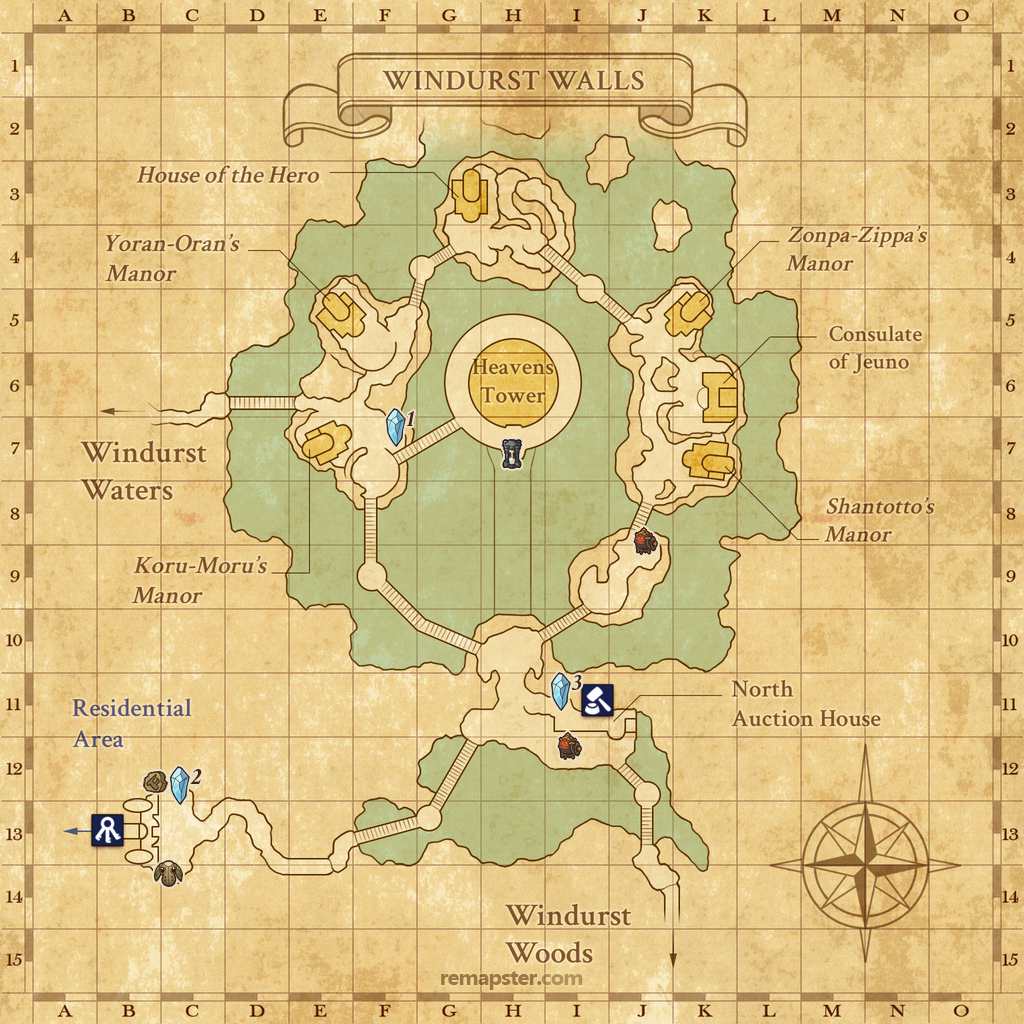 A B C D E F G H I J K L M N O
1 1
WINDURST WALLS
2 2
House of the Hero
3 3
Yoran-Oran's
Manor
Zonpa-Zippa's
Manor
4 4
5 5
Consulate
of Jeuno
Heavens
Tower
6 6
1
Windurst
Waters
7 7
Shantotto's
Manor
8 8
Koru-Moru's
Manor
9 9
10 10
3
North
Auction House
11 11
Residential
Area
2
12 12
13 13
14 14
Windurst
Woods
15 15
remapster.com
A B C D E F G H I J K L M N O